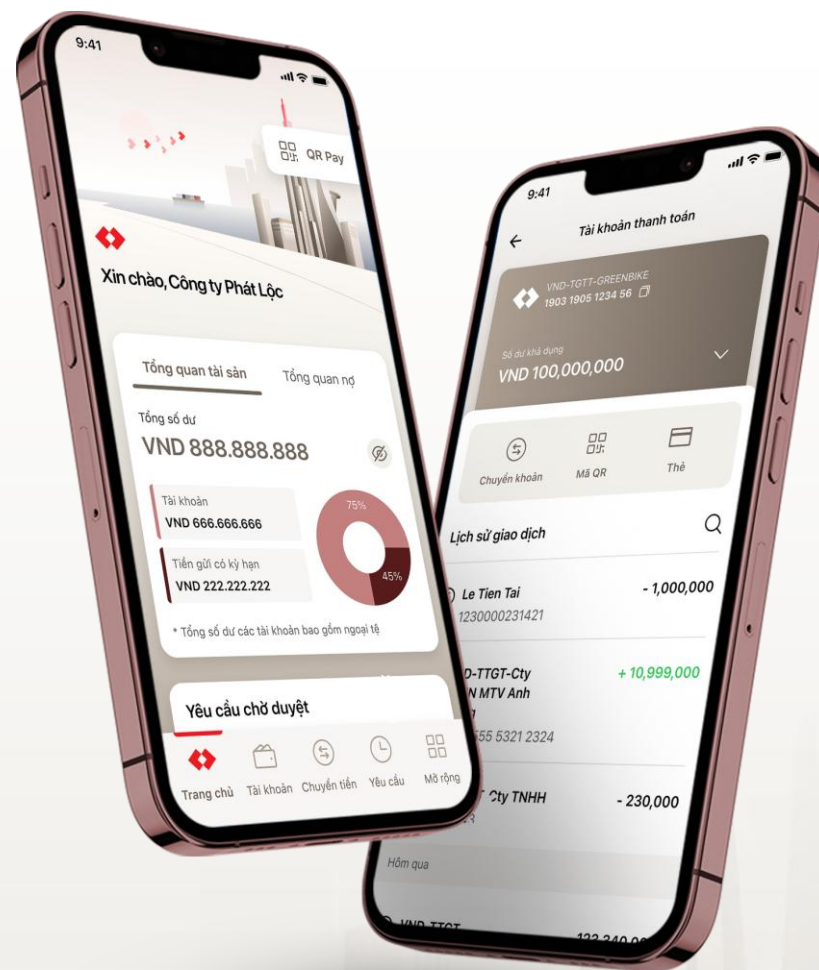 9:41
QR Pay
Xin chào, Công ty Phát Lộc
Tổng quan tài sản
Tổng quan nợ
Tổng số dư
VND 888.888.888
Tài khoản
VND 666.666.666
Tiền gửi có kỳ hạn
VND 222.222.222
75%
45%
* Tổng số dư các tài khoản bao gồm ngoại tệ
Yêu cầu chờ duyệt
Trang chủ Tài khoản Chuyển tiền Yêu cầu Mở rộng
9:41
Tài khoản thanh toán
VND-TGTT-GREENBIKE
1903 1905 1234 56
Số dư khả dụng
VND 100,000,000
Chuyển khoản Mã QR Thẻ
Lịch sử giao dịch
Le Tien Tai - 1,000,000
1230000231421
D-TTGT-Cty + 10,999,000
N MTV Anh
555 5321 2324
Cty TNHH - 230,000
Hôm qua
VND-TTGT